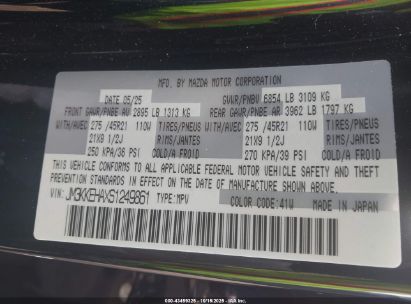 MFD. BY MAZDA MOTOR CORPORATION
DATE 05/25 GVWR/PNBV 6854 LB 3109 KG
FRONT GAWR/PNBE AV 2895 LB 1313 KG REAR GAWR/PNBE AR 3962 LB 1797 KG
WITH/AVEC 275 /45R21 110W TIRES/PNEUS WITH/AVEC 275 /45R21 110W TIRES/PNEUS
21X9 1/2J RIMS/JANTES 21X9 1/2J RIMS/JANTES
250 KPA/36 PSI COLD/A FROID 270 KPA/39 PSI COLD/A FROID
THIS VEHICLE CONFORMS TO ALL APPLICABLE FEDERAL MOTOR VEHICLE SAFETY AND THEFT
PREVENTION STANDARDS IN EFFECT ON THE DATE OF MANUFACTURE SHOWN ABOVE.
VIN: JM3KKEHAXS1249851 TYPE: MPV COLOR CODE: 41W MADE IN JAPAN